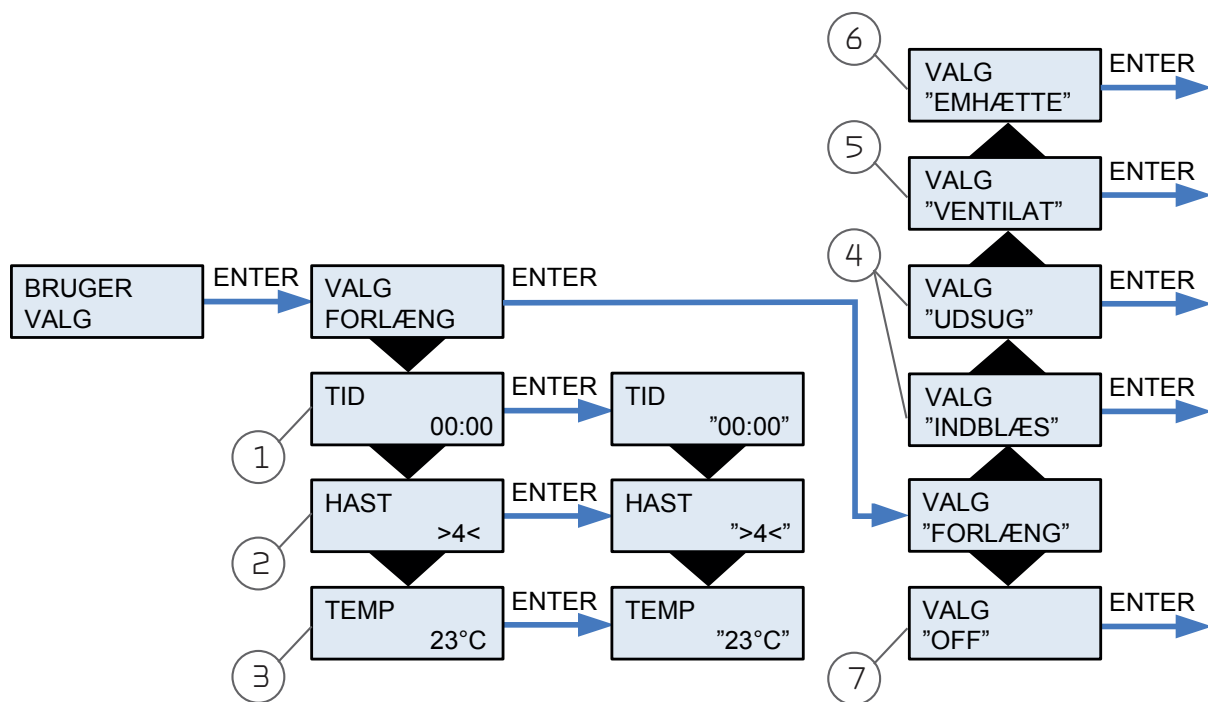 6
VALG
”EMHÆTTE”
ENTER
5
VALG
”VENTILAT”
ENTER
4
VALG
”UDSUG”
ENTER
VALG
”INDBLÆS”
ENTER
BRUGER
VALG
ENTER
VALG
FORLÆNG
ENTER
1
TID
00:00
ENTER
TID
”00:00”
2
HAST
>4<
ENTER
HAST
”>4<”
VALG
”FORLÆNG”
3
TEMP
23°C
ENTER
TEMP
”23°C”
7
VALG
”OFF”
ENTER